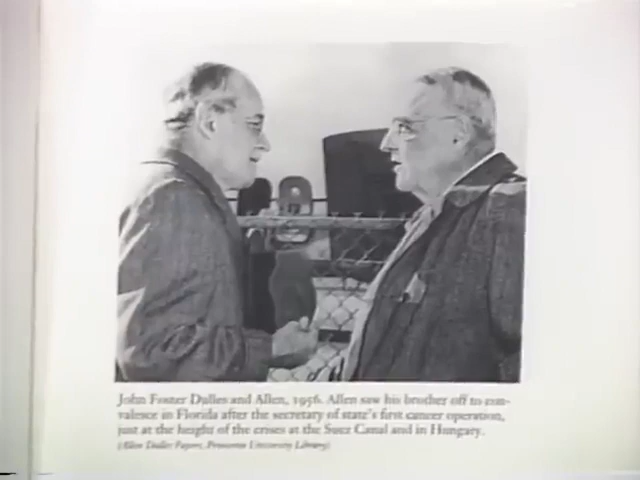 John Foster Dulles and Allen, 1956. Allen saw his brother off to con-
valesce in Florida after the secretary of state's first cancer operation,
just at the height of the crises at the Suez Canal and in Hungary.
(Allen Dulles Papers, Princeton University Library)